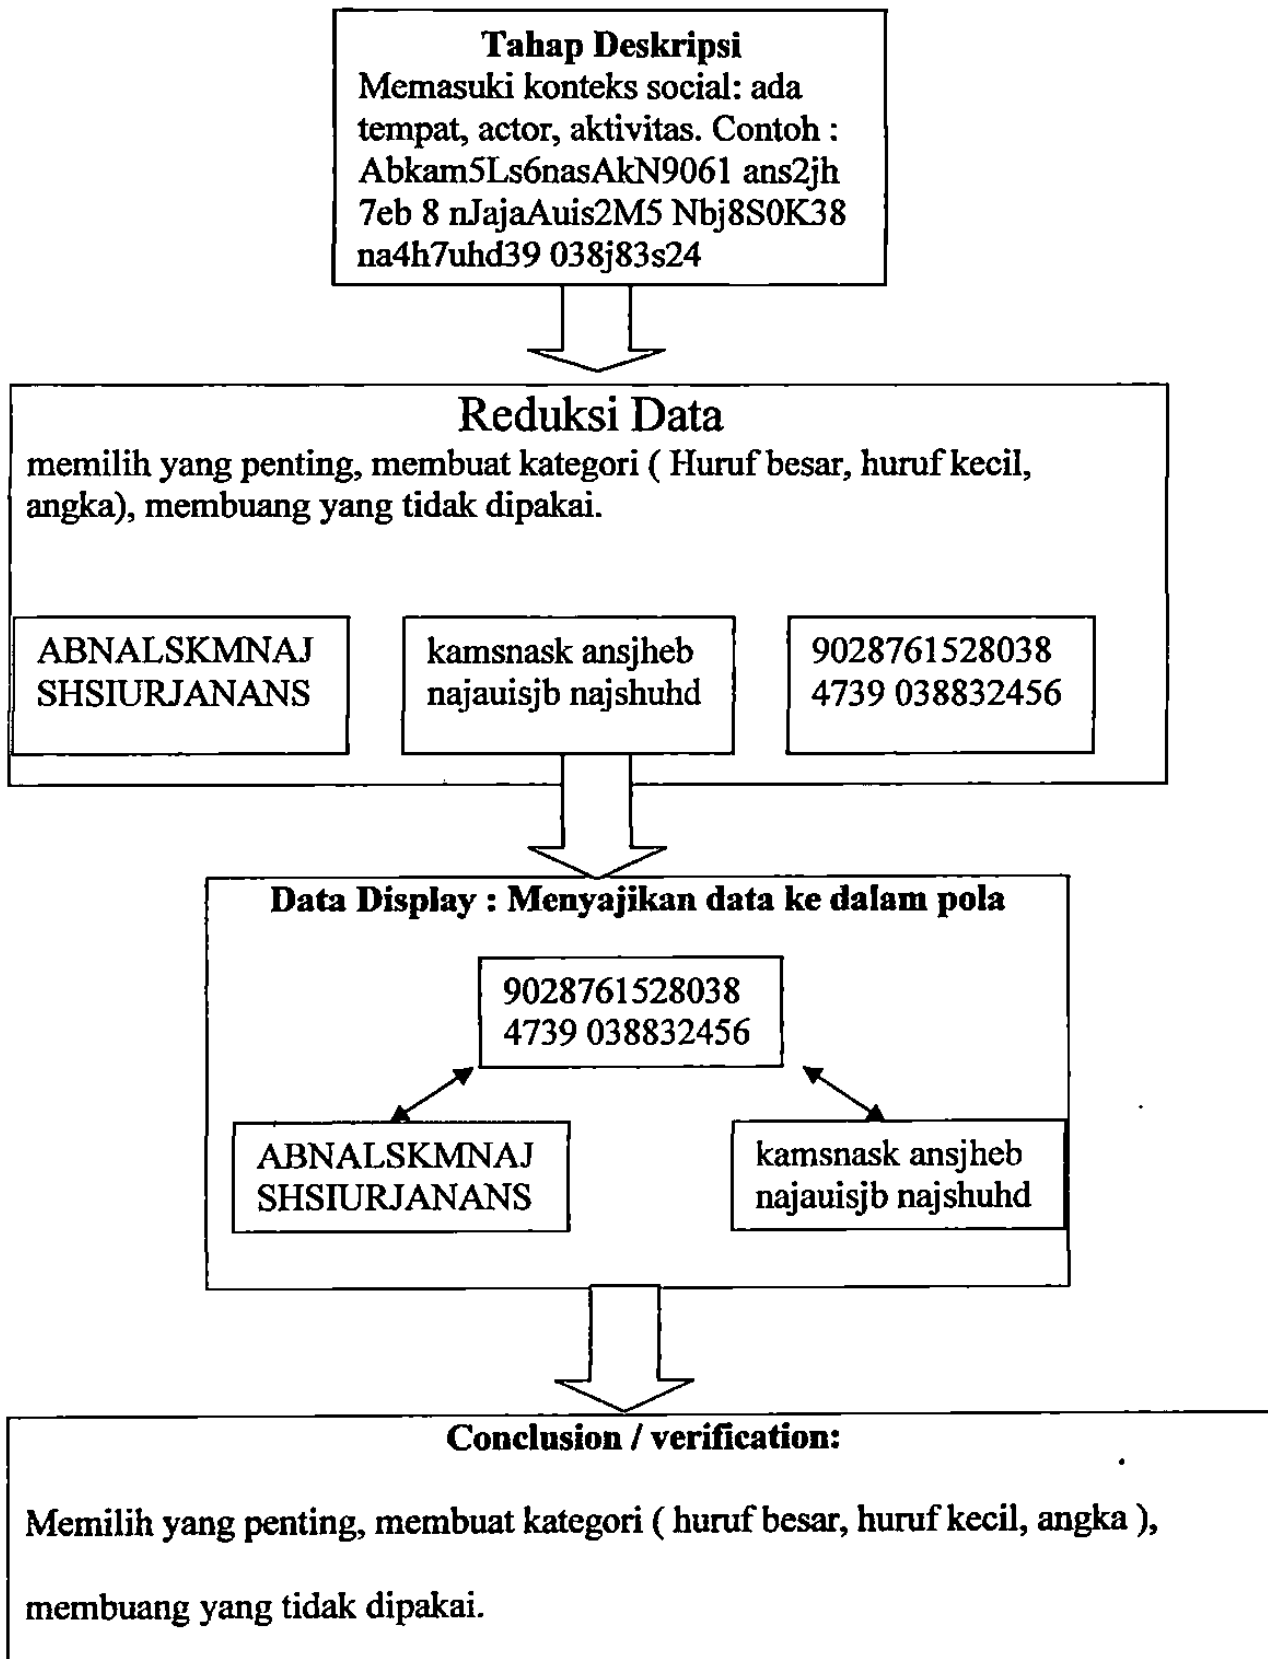 Tahap Deskripsi
Memasuki konteks social: ada
tempat, actor, aktivitas. Contoh :
Abkam5Ls6nasAkN9061 ans2jh
7eb 8 nJajaAuis2M5 Nbj8S0K38
na4h7uhd39 038j83s24
Reduksi Data
memilih yang penting, membuat kategori ( Huruf besar, huruf kecil,
angka), membuang yang tidak dipakai.
ABNALSKMNAJ
SHSIURJANANS
kamsnask ansjheb
najauisjb najshuhd
9028761528038
4739 038832456
Data Display : Menyajikan data ke dalam pola
9028761528038
4739 038832456
ABNALSKMNAJ
SHSIURJANANS
kamsnask ansjheb
najauisjb najshuhd
Conclusion / verification:
Memilih yang penting, membuat kategori ( huruf besar, huruf kecil, angka ),
membuang yang tidak dipakai.